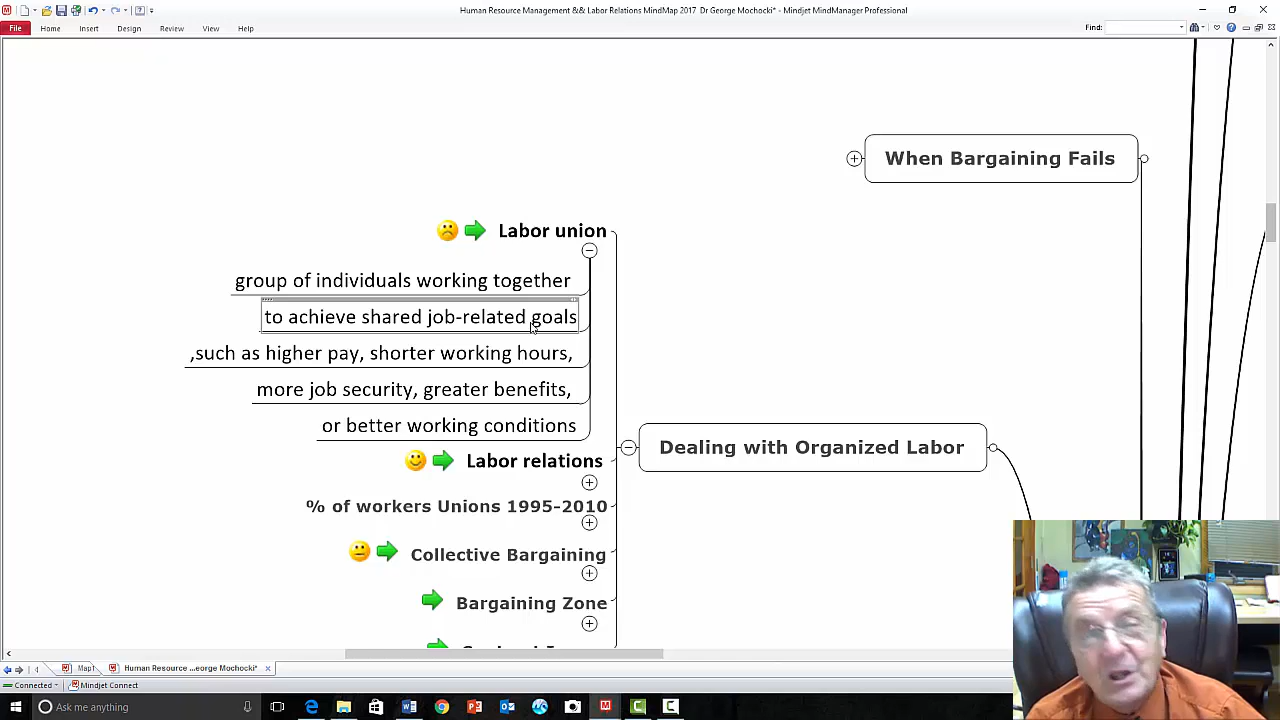 Human Resource Management && Labor Relations MindMap 2017 Dr George Mochocki* - Mindjet MindManager Professional
File Home Insert Design Review View Help Find:
When Bargaining Fails
Labor union
group of individuals working together
to achieve shared job-related goals
,such as higher pay, shorter working hours,
more job security, greater benefits,
or better working conditions
Dealing with Organized Labor
Labor relations
% of workers Unions 1995-2010
Collective Bargaining
Bargaining Zone
Map1 Human Resource ...eorge Mochocki*
Connected Mindjet Connect
Ask me anything